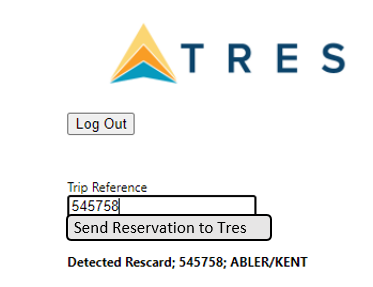 TRES
Log Out
Trip Reference
545758
Send Reservation to Tres
Detected Rescard; 545758; ABLER/KENT